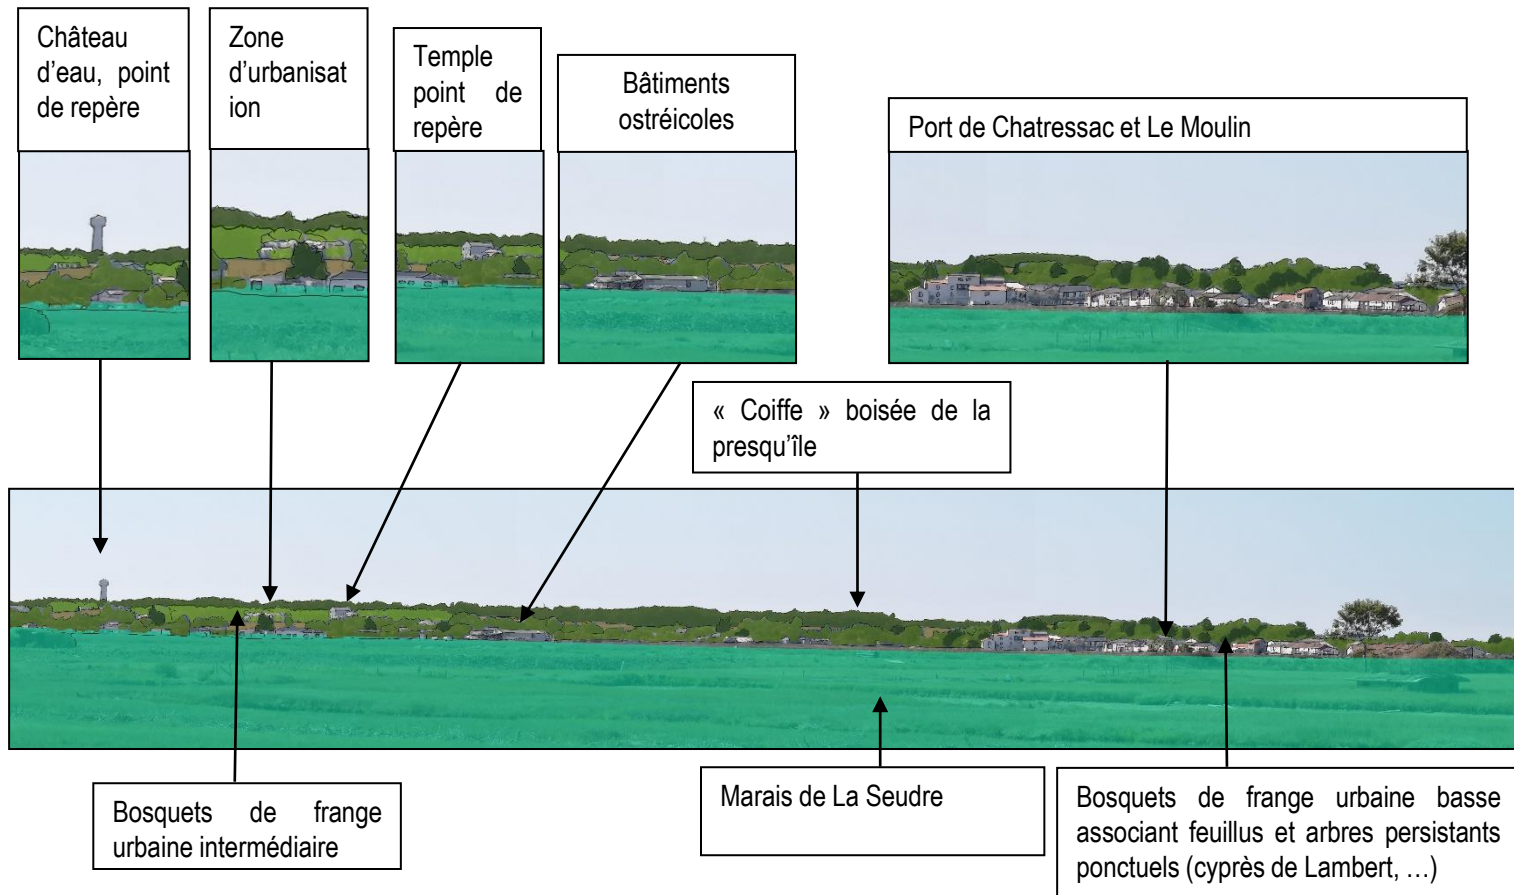 Château
d'eau, point
de repère
Zone
d'urbanisat
ion
Temple
point de
repère
Bâtiments
ostréicoles
Port de Chatressac et Le Moulin
« Coiffe » boisée de la
presqu'île
Bosquets de frange
urbaine intermédiaire
Marais de La Seudre
Bosquets de frange urbaine basse
associant feuillus et arbres persistants
ponctuels (cyprès de Lambert, …)